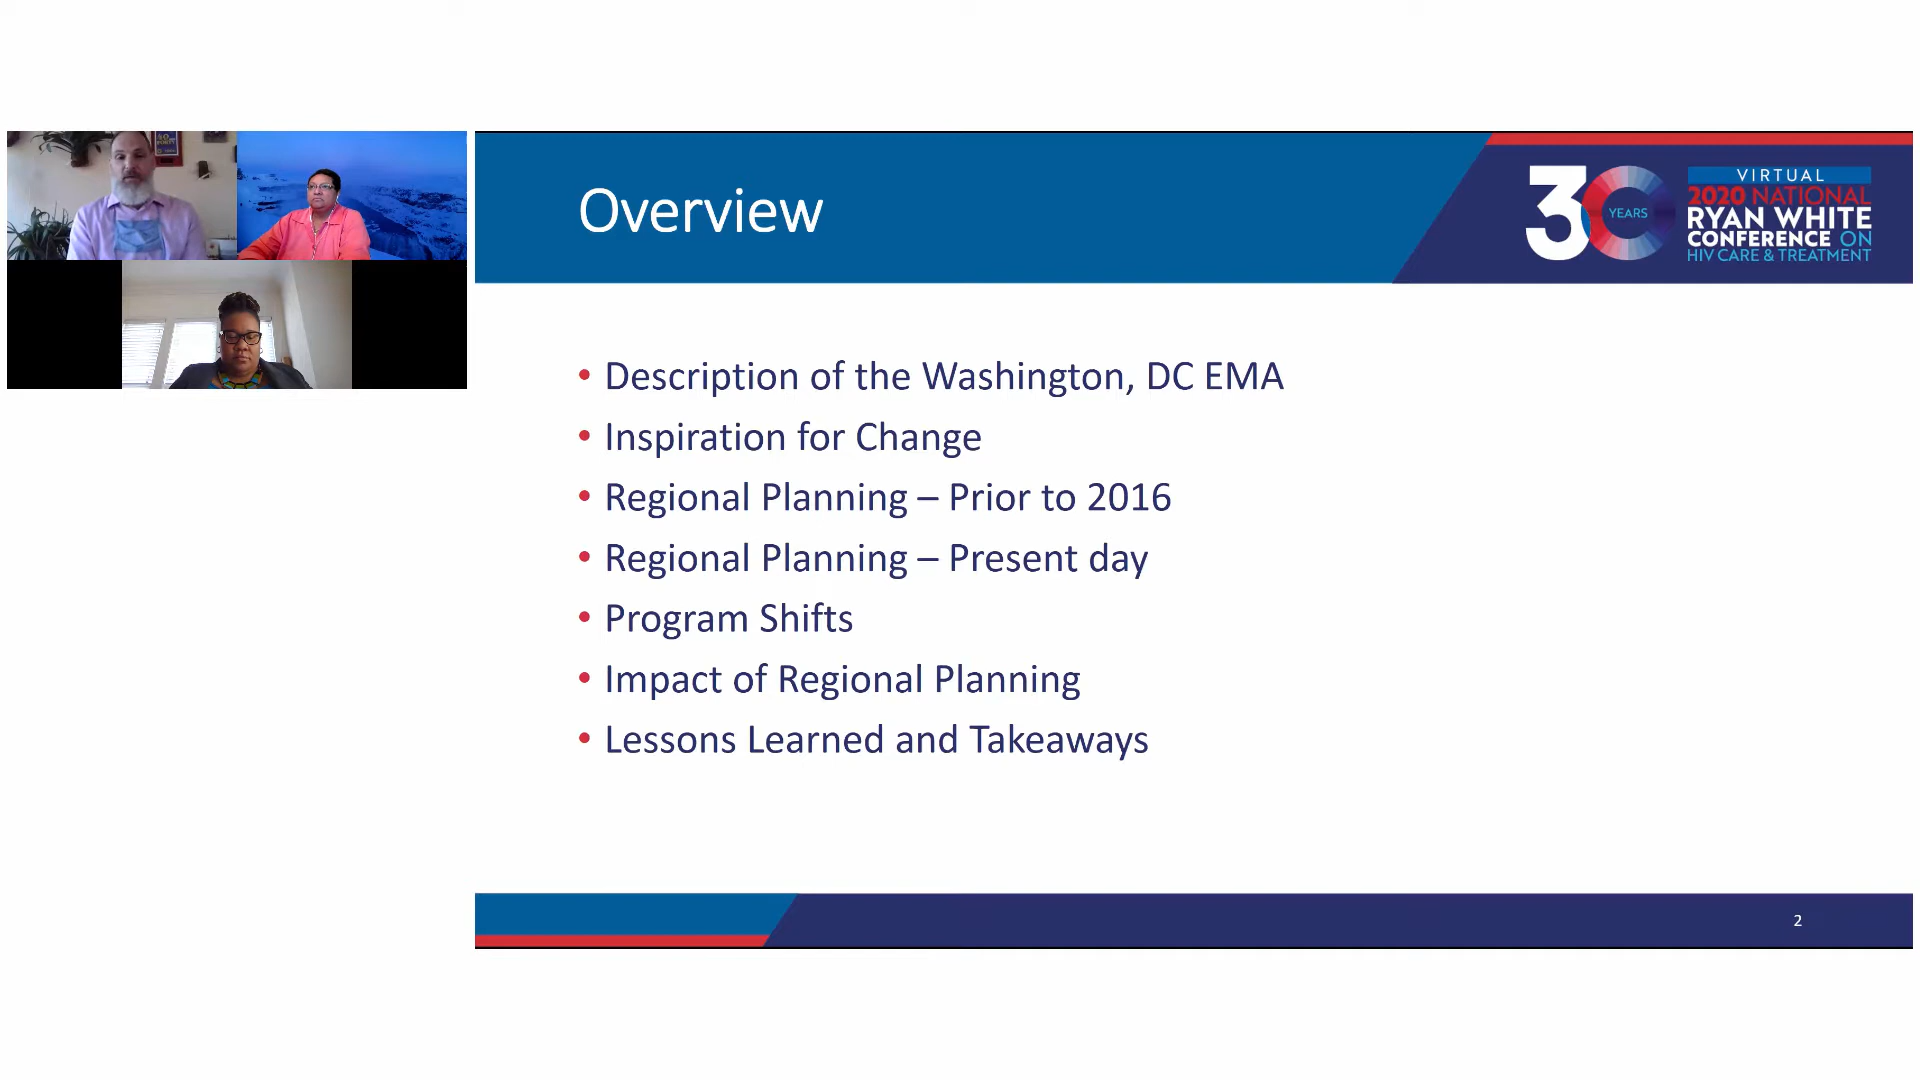 Overview
30
YEARS
VIRTUAL
2020 NATIONAL
RYAN WHITE
CONFERENCE ON
HIV CARE & TREATMENT
• Description of the Washington, DC EMA
• Inspiration for Change
• Regional Planning – Prior to 2016
• Regional Planning – Present day
• Program Shifts
• Impact of Regional Planning
• Lessons Learned and Takeaways
2